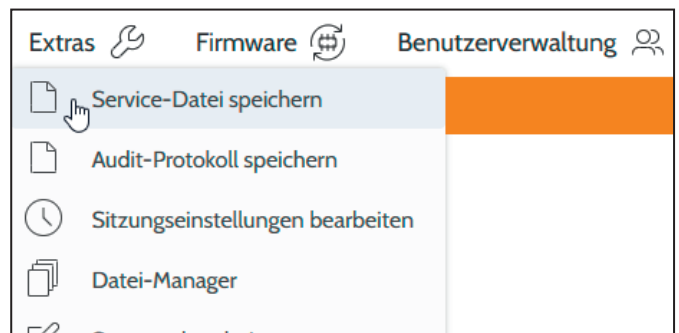 Extras Firmware Benutzerverwaltung
Service-Datei speichern
Audit-Protokoll speichern
Sitzungseinstellungen bearbeiten
Datei-Manager